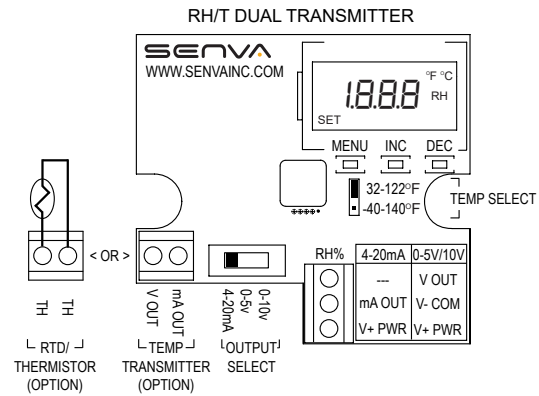 RH/T DUAL TRANSMITTER
SENVA
WWW.SENVAINC.COM
°F °C
1.8.8.8
RH
SET
MENU INC DEC
32-122°F
-40-140°F
TEMP SELECT
< OR >
RH% 4-20mA 0-5V/10V
--- V OUT
mA OUT V- COM
V+ PWR V+ PWR
TH TH
V OUT mA OUT
4-20mA 0-5v 0-10v
RTD/
THERMISTOR
(OPTION)
TEMP
TRANSMITTER
(OPTION)
OUTPUT
SELECT